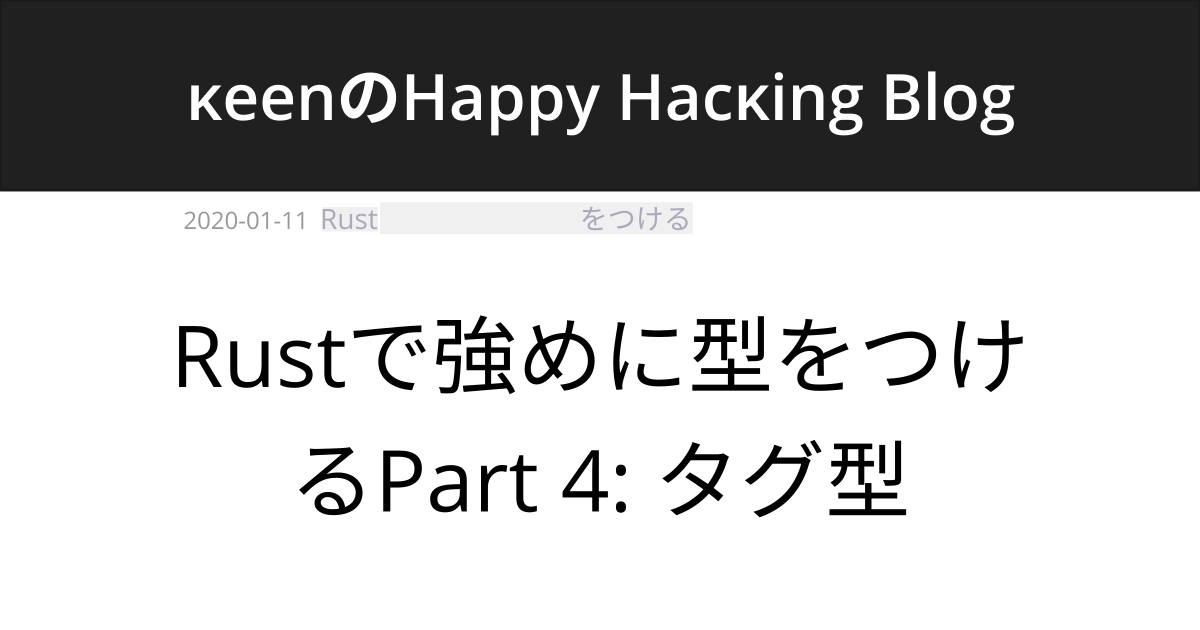 κeenのHappy Hacκing Blog
2020-01-11 Rust をつける
Rustで強めに型をつけ
るPart 4: タグ型